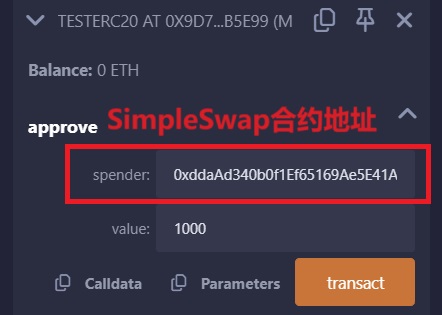 TESTERC20 AT 0X9D7...B5E99 (M
Balance: 0 ETH
approve SimpleSwap合约地址
spender: 0xddaAd340b0f1Ef65169Ae5E41A
value: 1000
Calldata Parameters transact